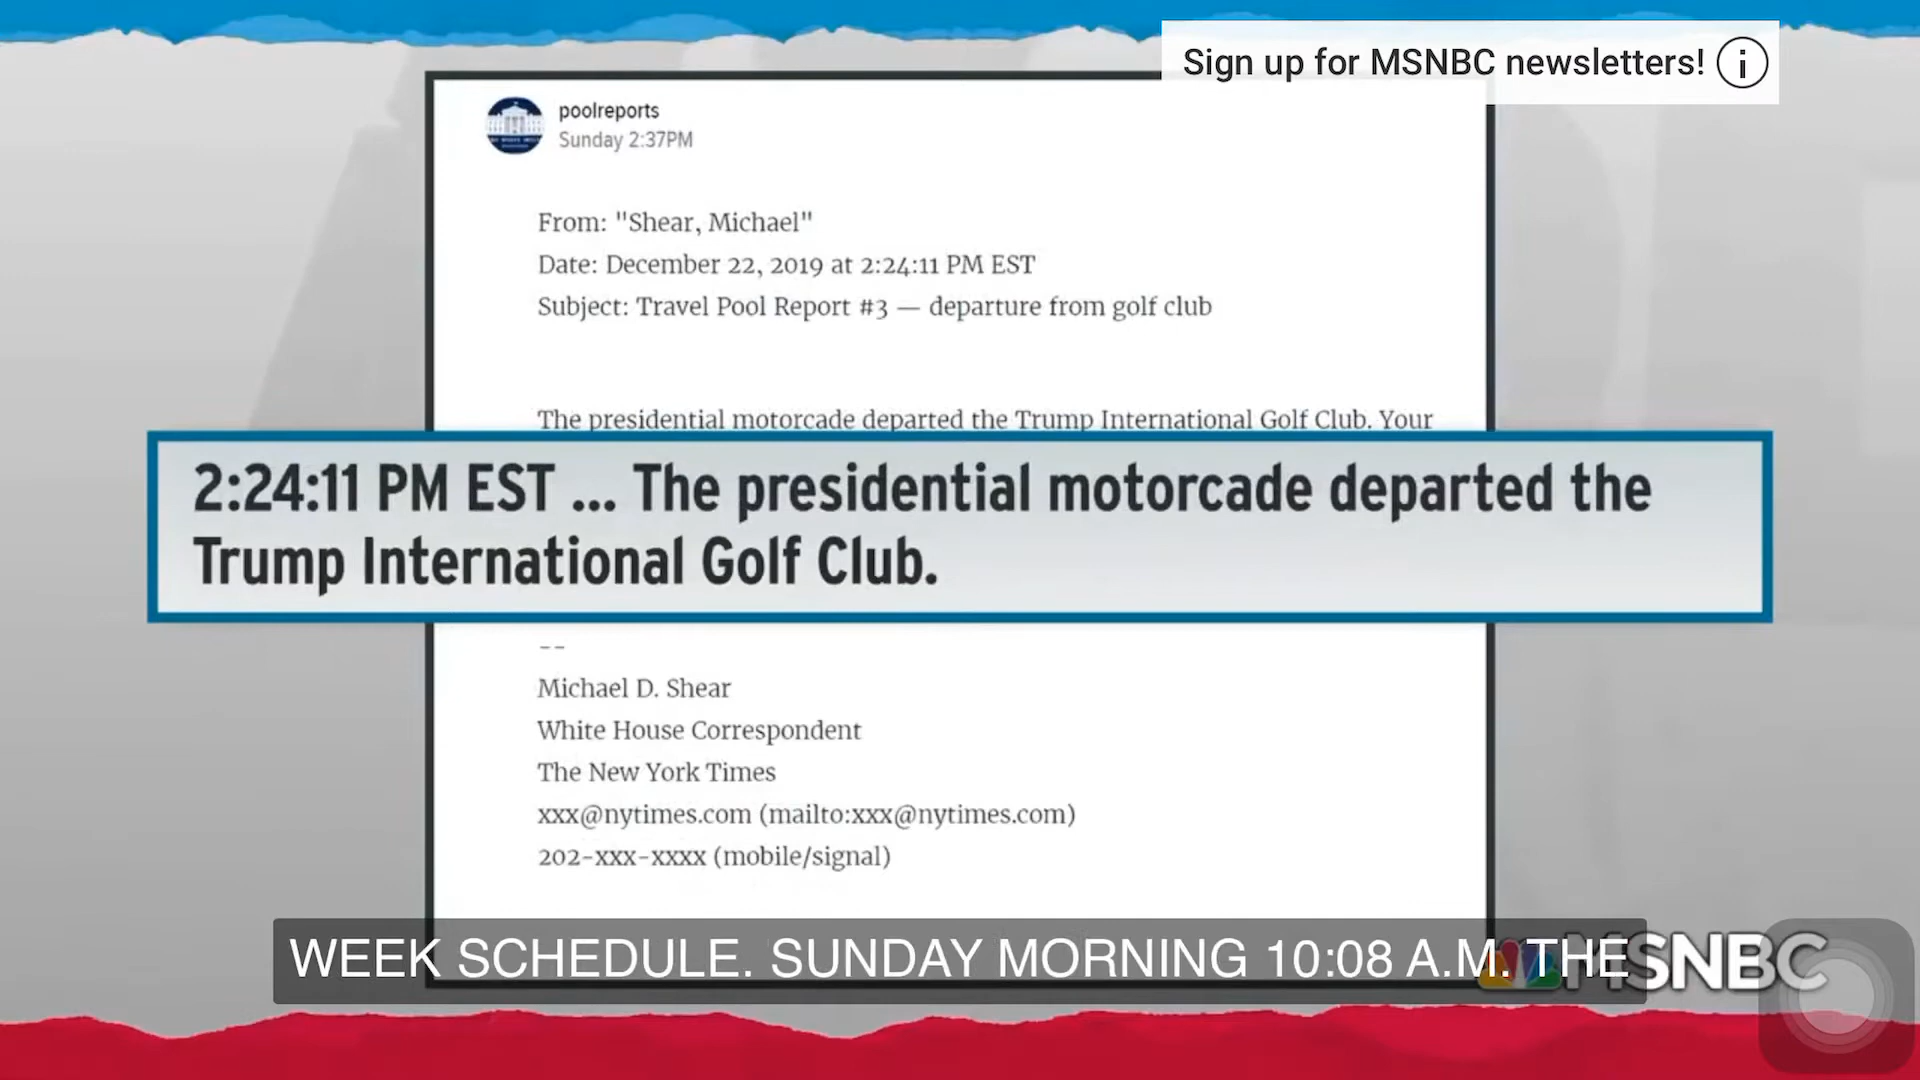 Sign up for MSNBC newsletters!
poolreports
Sunday 2:37PM
From: "Shear, Michael"
Date: December 22, 2019 at 2:24:11 PM EST
Subject: Travel Pool Report #3 — departure from golf club
The presidential motorcade departed the Trump International Golf Club. Your
2:24:11 PM EST ... The presidential motorcade departed the
Trump International Golf Club.
--
Michael D. Shear
White House Correspondent
The New York Times
xxx@nytimes.com (mailto:xxx@nytimes.com)
202-xxx-xxxx (mobile/signal)
WEEK SCHEDULE. SUNDAY MORNING 10:08 A.M. THE
MSNBC